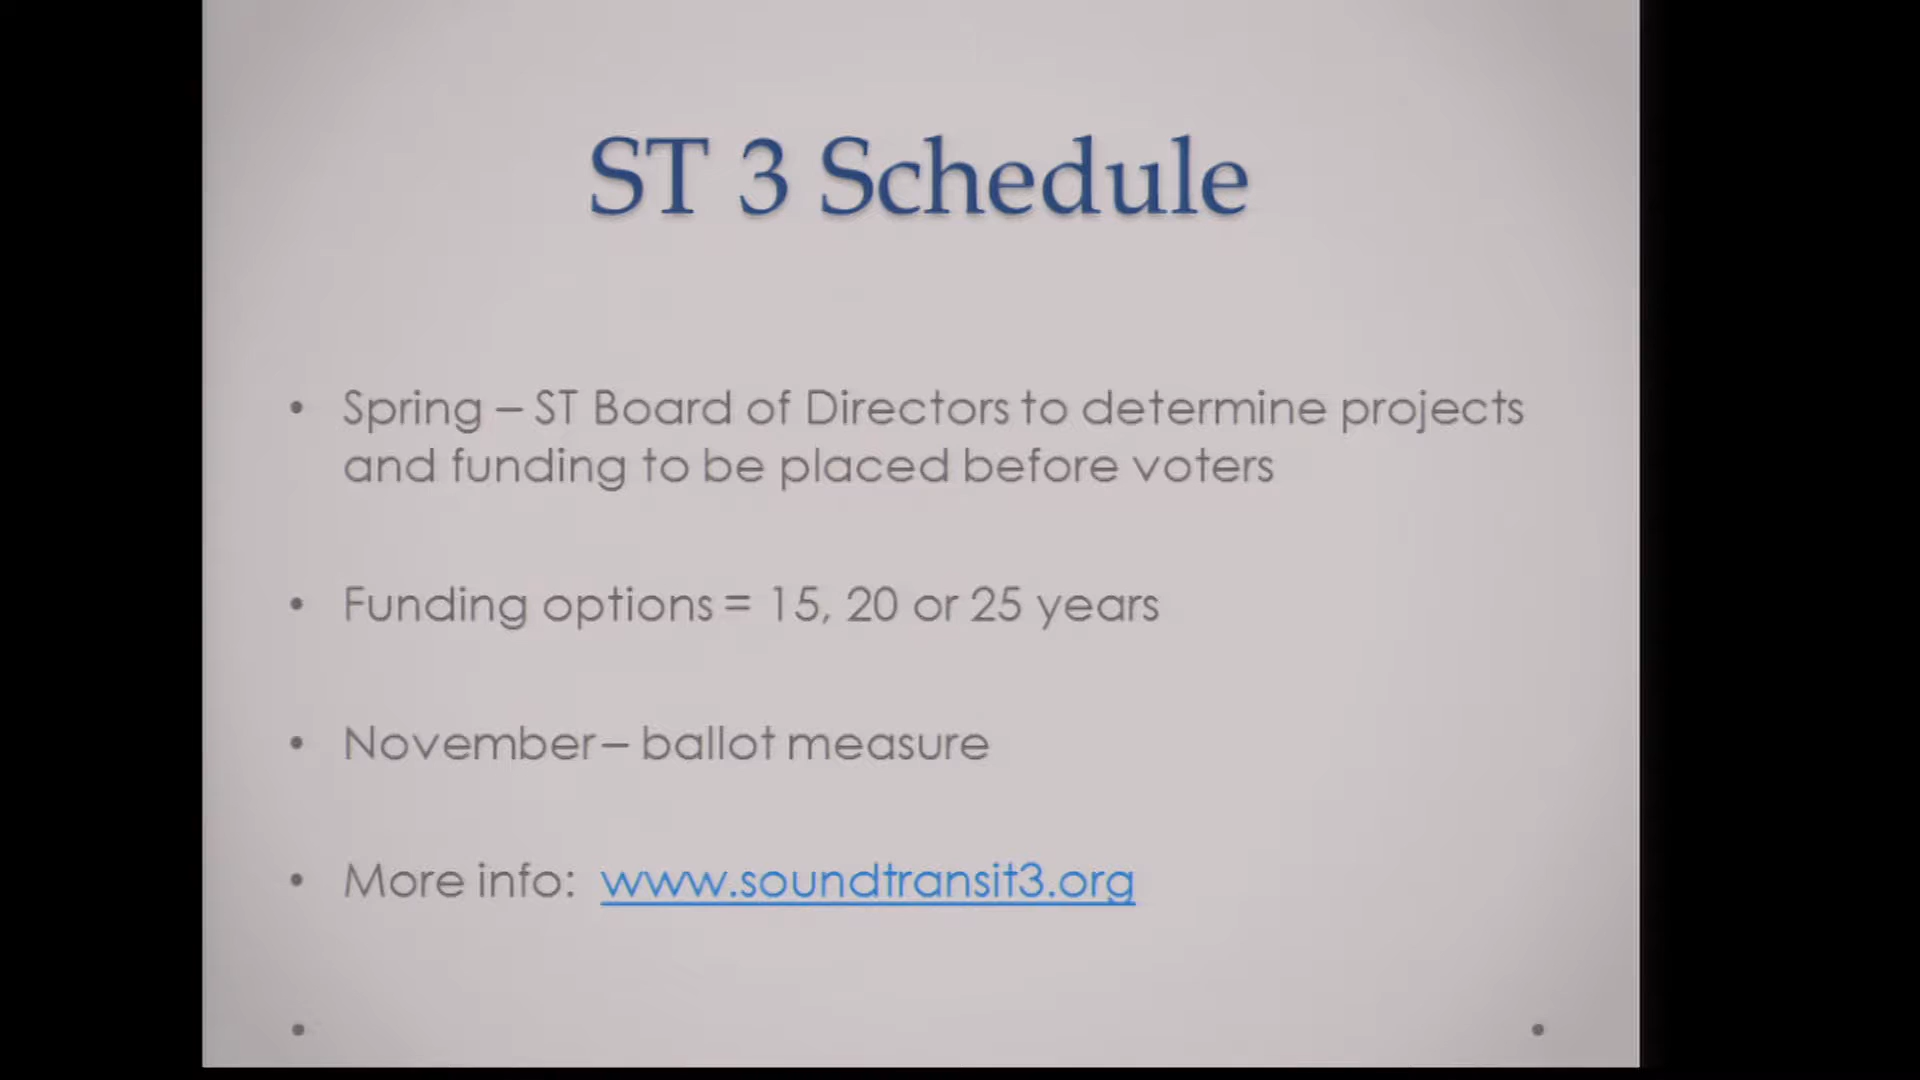 ST 3 Schedule
• Spring – ST Board of Directors to determine projects
and funding to be placed before voters
• Funding options = 15, 20 or 25 years
• November – ballot measure
• More info: www.soundtransit3.org